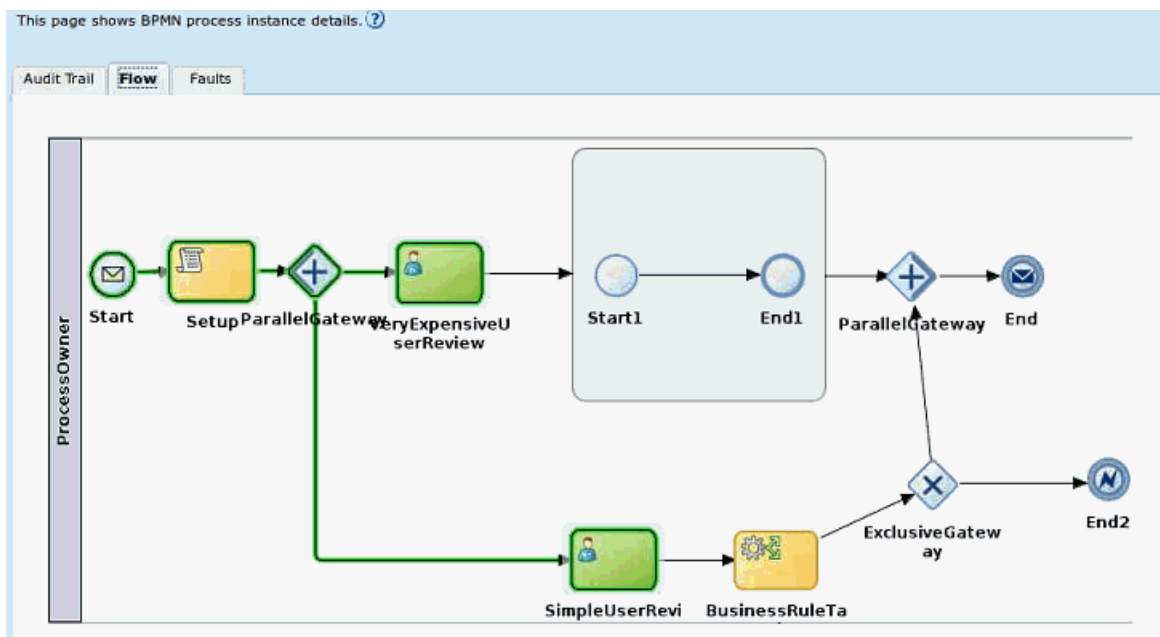 This page shows BPMN process instance details. ?
Audit Trail Flow Faults
ProcessOwner
Start
Setup
ParallelGateway
VeryExpensiveU
serReview
Start1
End1
ParallelGateway
End
ExclusiveGatew
ay
End2
SimpleUserRevi
BusinessRuleTa